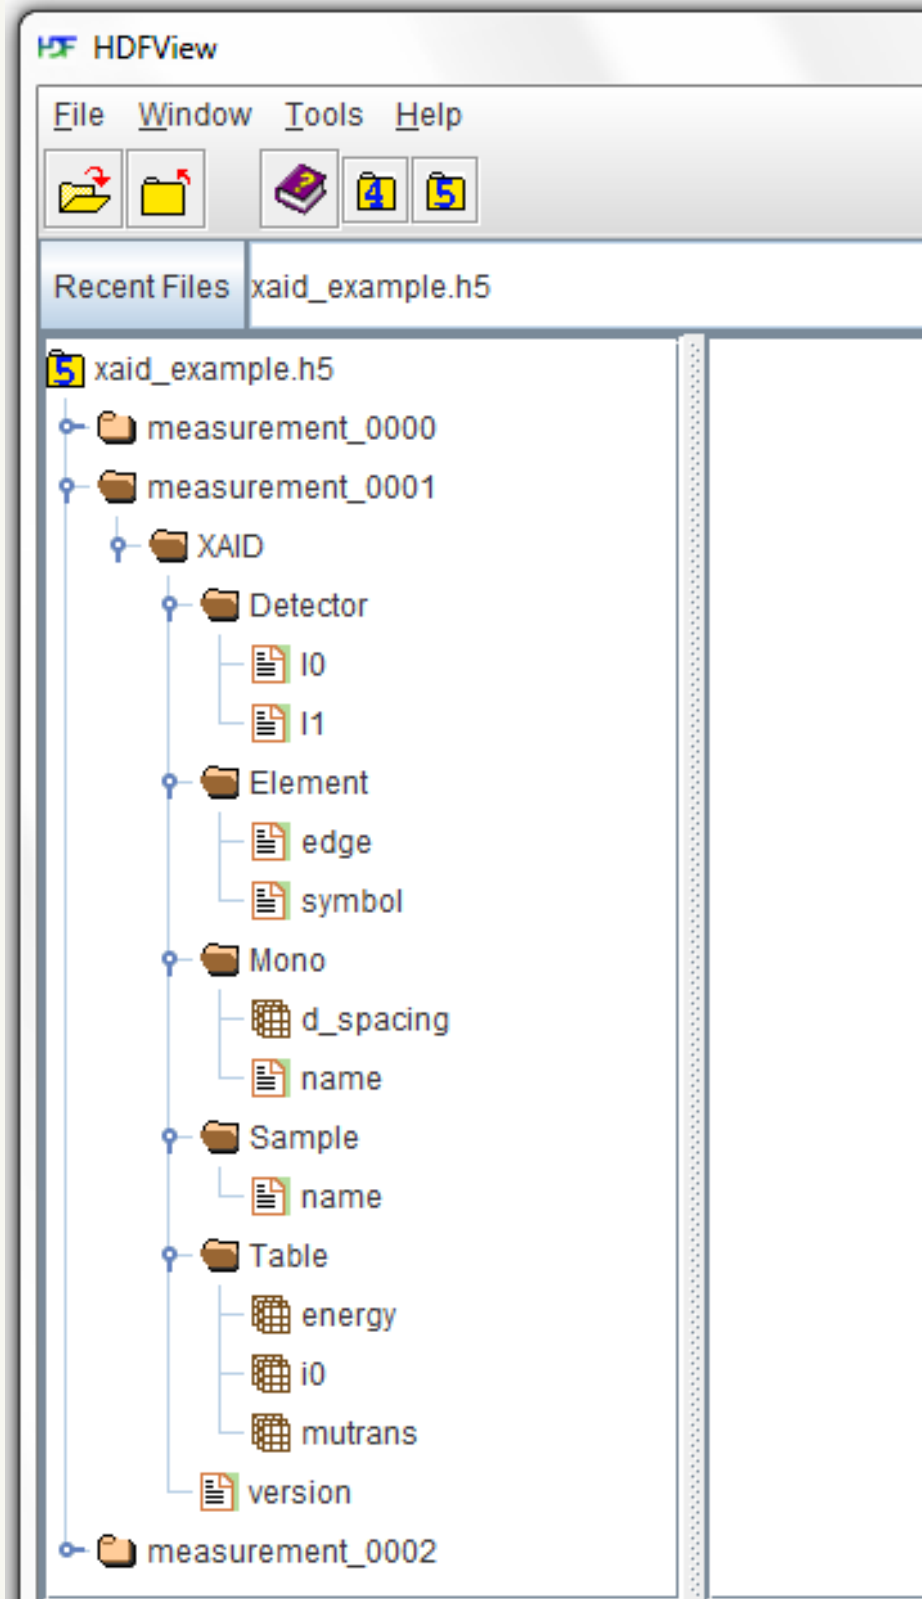 HDF HDFView
File Window Tools Help
? 4 5
Recent Files xaid_example.h5
5 xaid_example.h5
measurement_0000
measurement_0001
XAID
Detector
I0
I1
Element
edge
symbol
Mono
d_spacing
name
Sample
name
Table
energy
i0
mutrans
version
measurement_0002